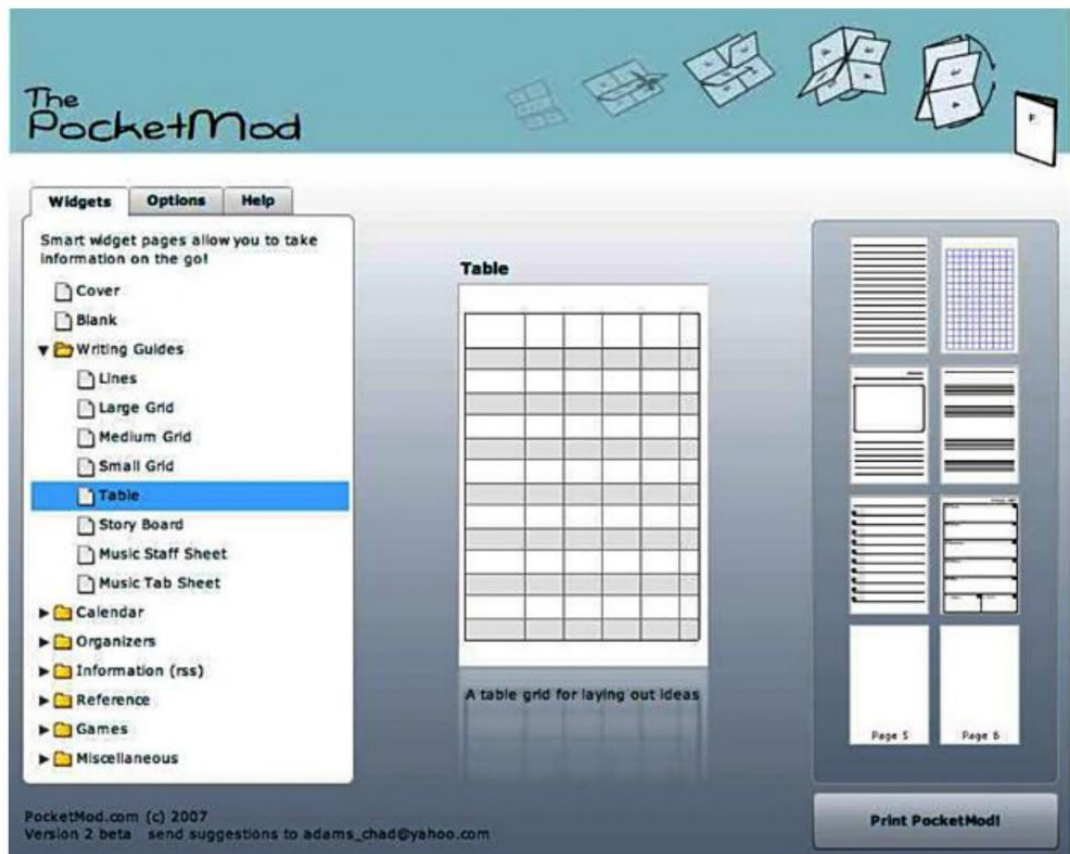 The
PocketMod
Widgets
Options
Help
Smart widget pages allow you to take
information on the go!
Cover
Blank
Writing Guides
Lines
Large Grid
Medium Grid
Small Grid
Table
Story Board
Music Staff Sheet
Music Tab Sheet
Calendar
Organizers
Information (rss)
Reference
Games
Miscellaneous
Table
A table grid for laying out ideas
Page 5
Page 6
Print PocketMod!
PocketMod.com (c) 2007
Version 2 beta send suggestions to adams_chad@yahoo.com